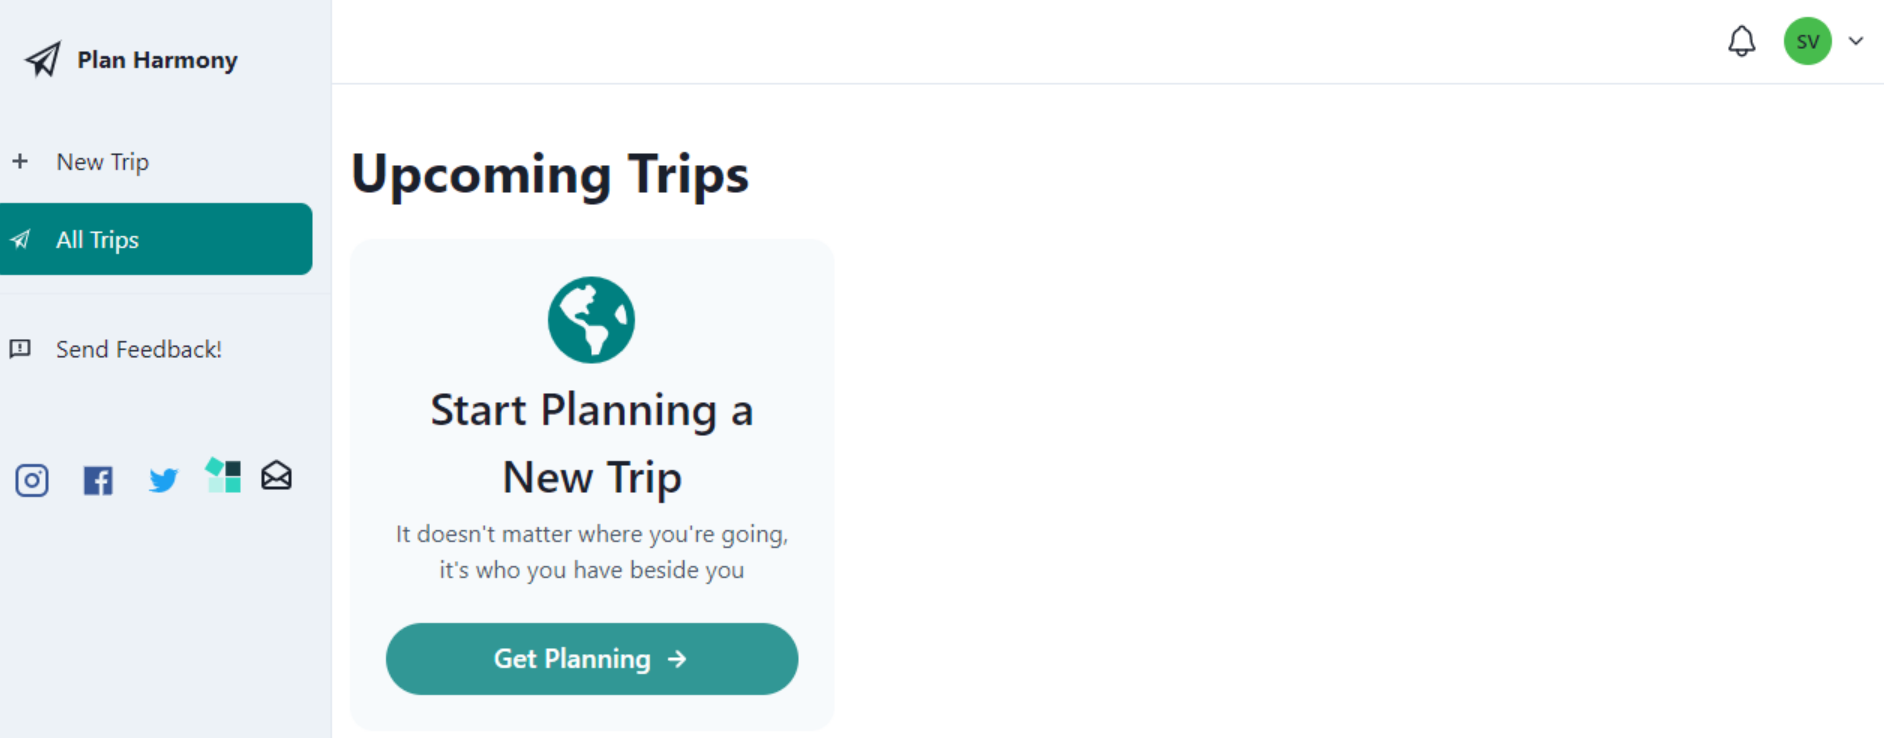 Plan Harmony
SV
New Trip
All Trips
Send Feedback!
Upcoming Trips
Start Planning a
New Trip
It doesn't matter where you're going,
it's who you have beside you
Get Planning →